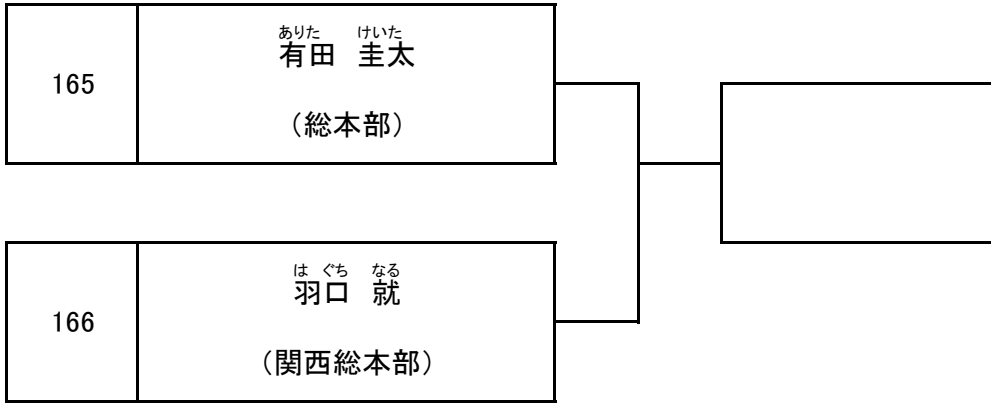 ありた けいた
165 有田 圭太
（総本部）
は ぐち なる
166 羽口 就
（関西総本部）